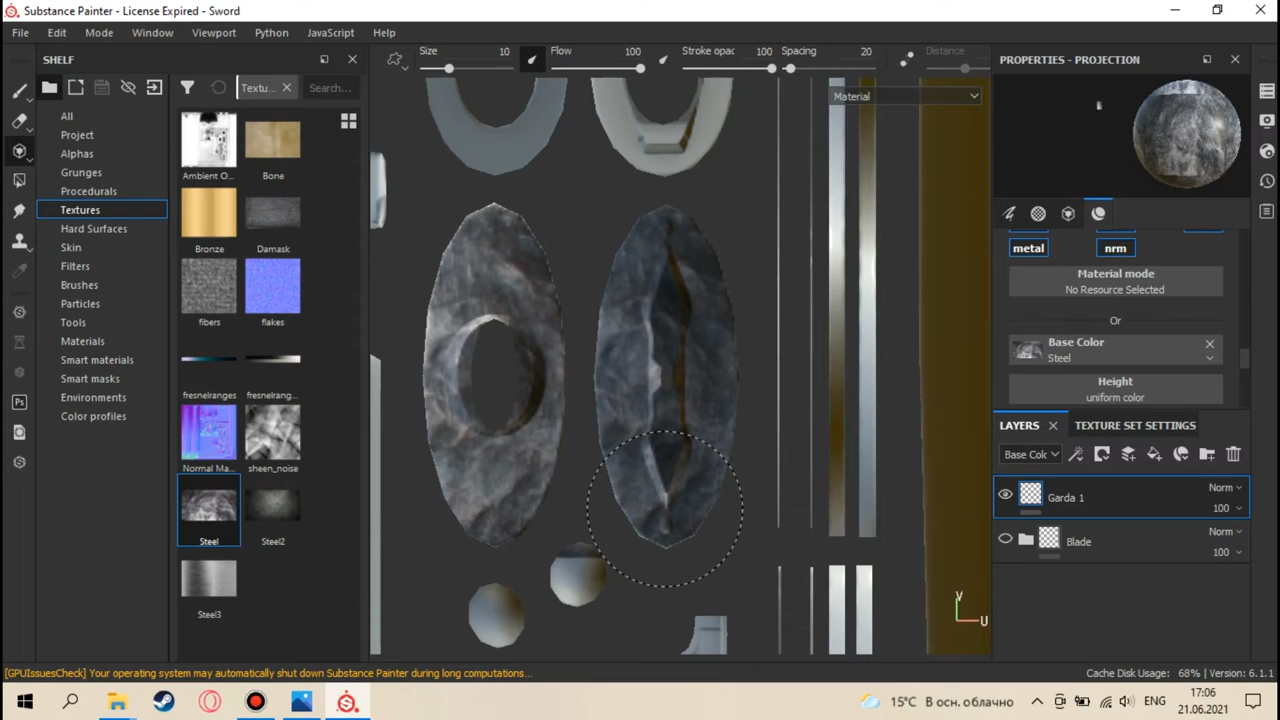 Substance Painter - License Expired - Sword
File Edit Mode Window Viewport Python JavaScript Help
SHELF
Size 10 Flow 100 Stroke opac 100 Spacing 20 Distance
PROPERTIES - PROJECTION
Textu... Search...
Material
All
Project
Alphas
Grunges
Procedurals
Textures
Hard Surfaces
Skin
Filters
Brushes
Particles
Tools
Materials
Smart materials
Smart masks
Environments
Color profiles
Ambient O... Bone
Bronze Damask
fibers flakes
fresnelranges fresnelrang...
Normal Ma... sheen_noise
Steel Steel2
Steel3
metal nrm
Material mode
No Resource Selected
Or
Base Color
Steel
Height
uniform color
LAYERS TEXTURE SET SETTINGS
Base Colc
Garda 1 Norm 100
Blade Norm 100
V
U
[GPUIssuesCheck] Your operating system may automatically shut down Substance Painter during long computations...
Cache Disk Usage: 68% | Version: 6.1.1
Ps
15°C В осн. облачно ENG 17:06
21.06.2021